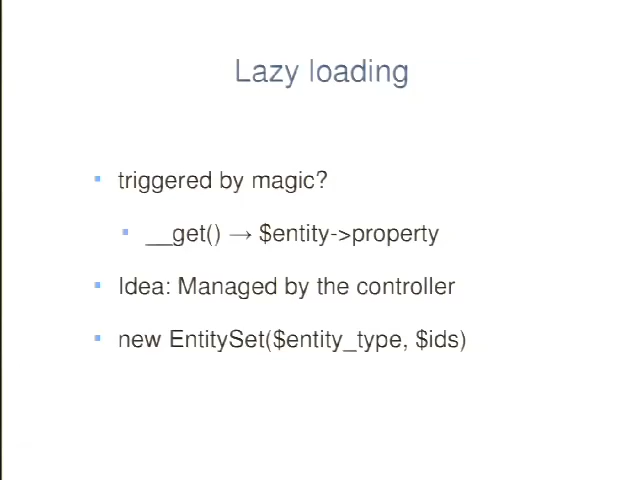 Lazy loading
triggered by magic?
__get() → $entity->property
Idea: Managed by the controller
new EntitySet($entity_type, $ids)